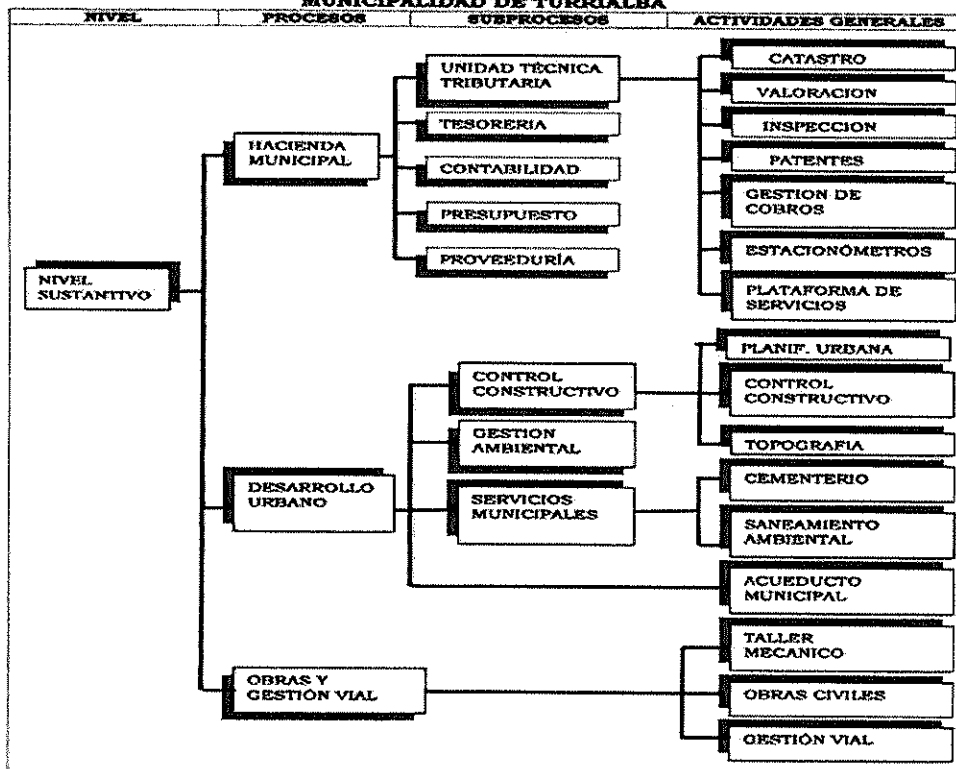 MUNICIPALIDAD DE TURRIALBA
NIVEL PROCESOS SUBPROCESOS ACTIVIDADES GENERALES
NIVEL
SUSTANTIVO
HACIENDA
MUNICIPAL
UNIDAD TÉCNICA
TRIBUTARIA
CATASTRO
VALORACION
INSPECCION
PATENTES
GESTION DE
COBROS
ESTACIONÓMETROS
PLATAFORMA DE
SERVICIOS
TESORERIA
CONTABILIDAD
PRESUPUESTO
PROVEEDURÍA
DESARROLLO
URBANO
CONTROL
CONSTRUCTIVO
PLANIF. URBANA
CONTROL
CONSTRUCTIVO
TOPOGRAFIA
GESTION
AMBIENTAL
SERVICIOS
MUNICIPALES
CEMENTERIO
SANEAMIENTO
AMBIENTAL
ACUEDUCTO
MUNICIPAL
OBRAS Y
GESTIÓN VIAL
TALLER
MECANICO
OBRAS CIVILES
GESTIÓN VIAL